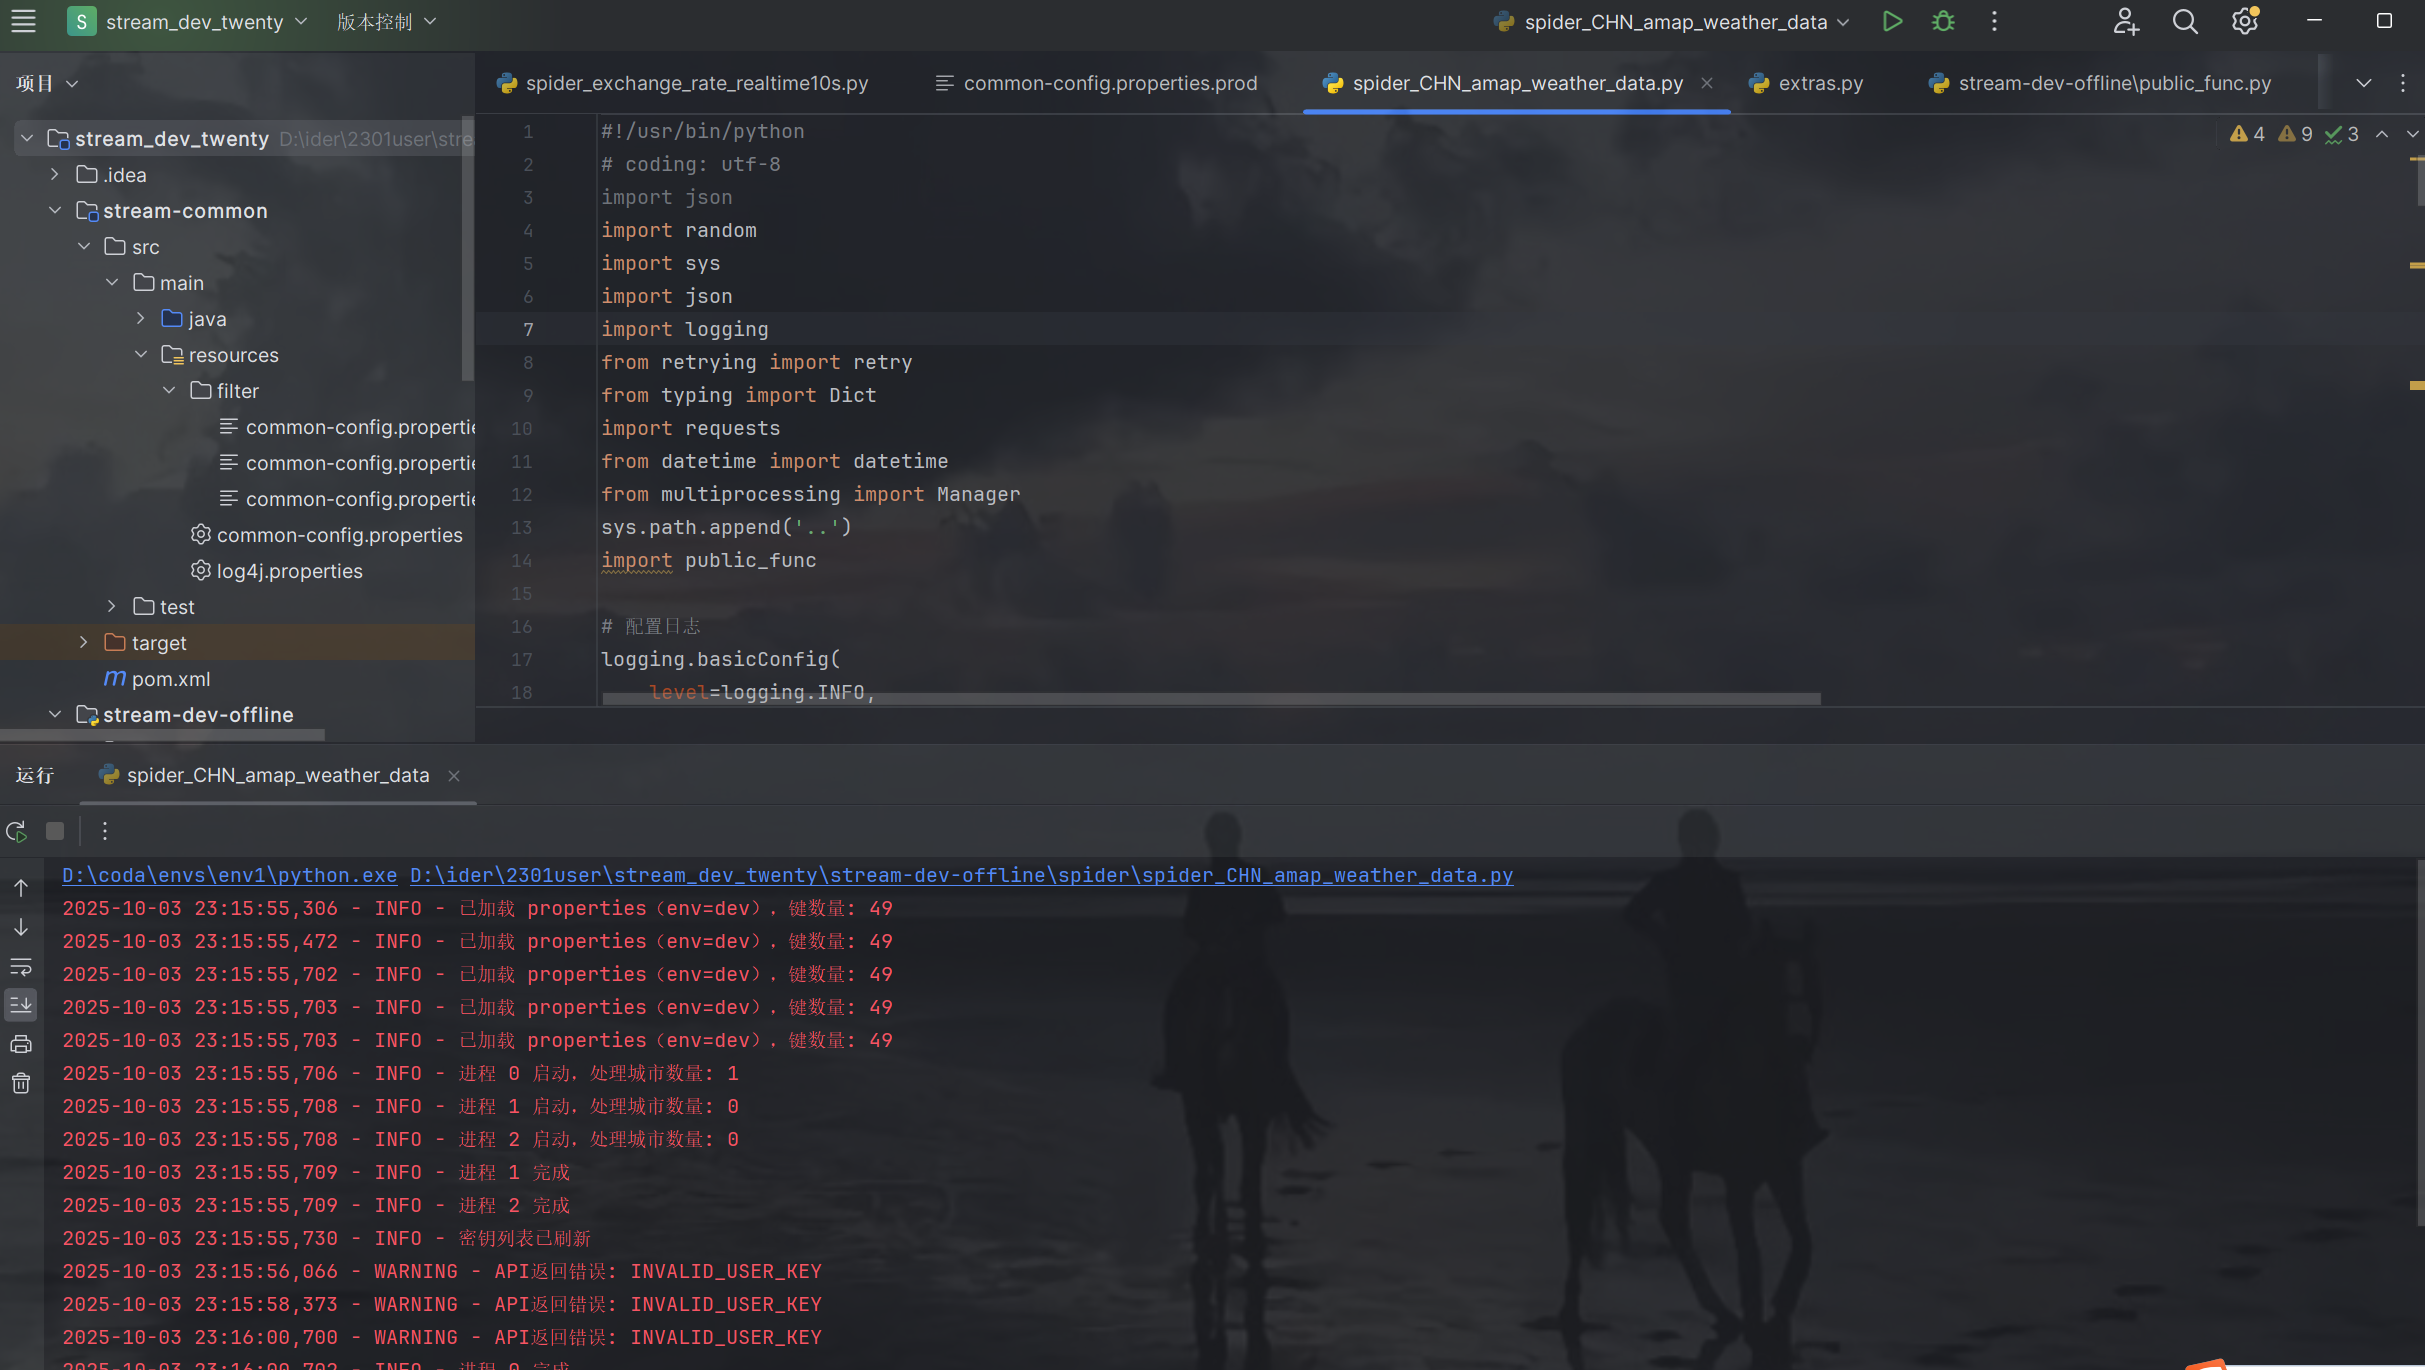 S stream_dev_twenty 版本控制 spider_CHN_amap_weather_data
项目
spider_exchange_rate_realtime10s.py common-config.properties.prod spider_CHN_amap_weather_data.py extras.py stream-dev-offline\public_func.py
4 9 3
stream_dev_twenty D:\ider\2301user\stre
.idea
stream-common
src
main
java
resources
filter
common-config.propertie
common-config.propertie
common-config.propertie
common-config.properties
log4j.properties
test
target
m pom.xml
stream-dev-offline
1 #!/usr/bin/python
2 # coding: utf-8
3 import json
4 import random
5 import sys
6 import json
7 import logging
8 from retrying import retry
9 from typing import Dict
10 import requests
11 from datetime import datetime
12 from multiprocessing import Manager
13 sys.path.append('..')
14 import public_func
15
16 # 配置日志
17 logging.basicConfig(
18 level=logging.INFO,
运行 spider_CHN_amap_weather_data
D:\coda\envs\env1\python.exe D:\ider\2301user\stream_dev_twenty\stream-dev-offline\spider\spider_CHN_amap_weather_data.py
2025-10-03 23:15:55,306 - INFO - 已加载 properties（env=dev），键数量: 49
2025-10-03 23:15:55,472 - INFO - 已加载 properties（env=dev），键数量: 49
2025-10-03 23:15:55,702 - INFO - 已加载 properties（env=dev），键数量: 49
2025-10-03 23:15:55,703 - INFO - 已加载 properties（env=dev），键数量: 49
2025-10-03 23:15:55,703 - INFO - 已加载 properties（env=dev），键数量: 49
2025-10-03 23:15:55,706 - INFO - 进程 0 启动，处理城市数量: 1
2025-10-03 23:15:55,708 - INFO - 进程 1 启动，处理城市数量: 0
2025-10-03 23:15:55,708 - INFO - 进程 2 启动，处理城市数量: 0
2025-10-03 23:15:55,709 - INFO - 进程 1 完成
2025-10-03 23:15:55,709 - INFO - 进程 2 完成
2025-10-03 23:15:55,730 - INFO - 密钥列表已刷新
2025-10-03 23:15:56,066 - WARNING - API返回错误: INVALID_USER_KEY
2025-10-03 23:15:58,373 - WARNING - API返回错误: INVALID_USER_KEY
2025-10-03 23:16:00,700 - WARNING - API返回错误: INVALID_USER_KEY
2025-10-03 23:16:00,702 - INFO - 进程 0 完成